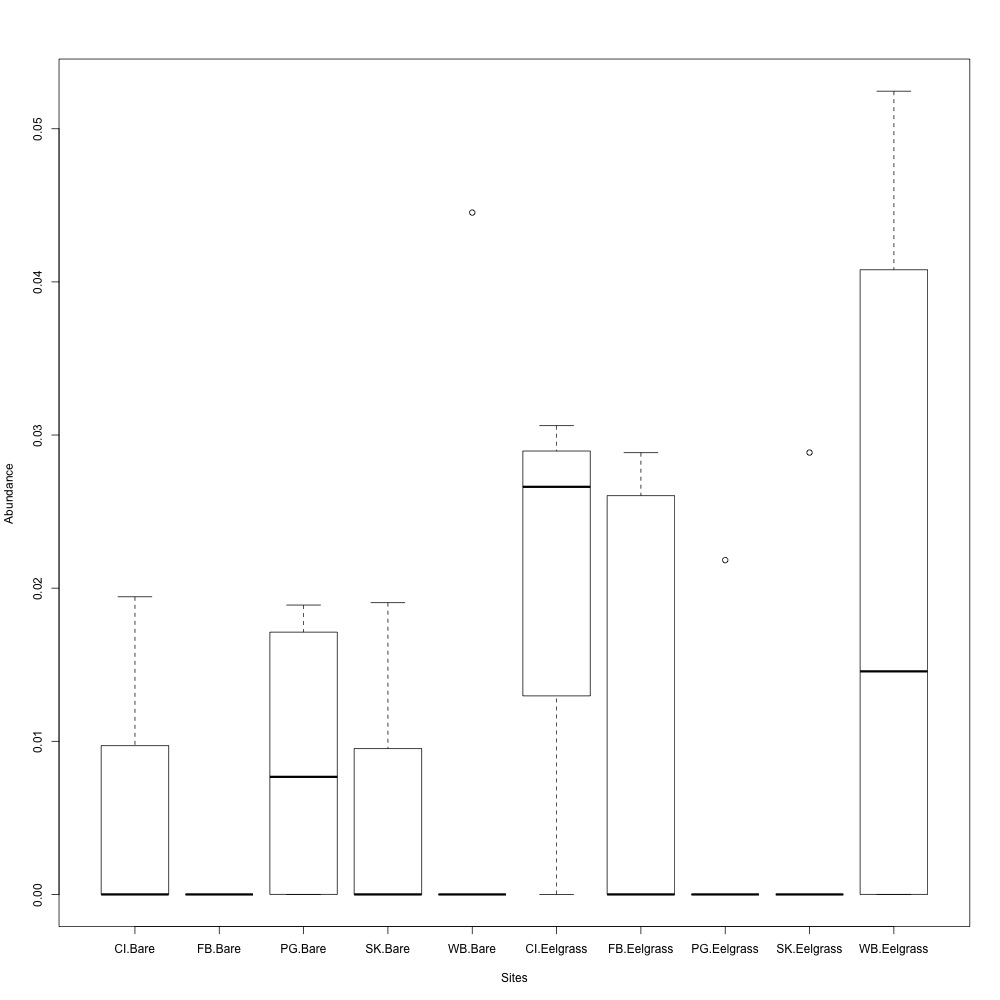 0.05
0.04
0.03
0.02
0.01
0.00
Abundance
CI.Bare
FB.Bare
PG.Bare
SK.Bare
WB.Bare
CI.Eelgrass
FB.Eelgrass
PG.Eelgrass
SK.Eelgrass
WB.Eelgrass
Sites